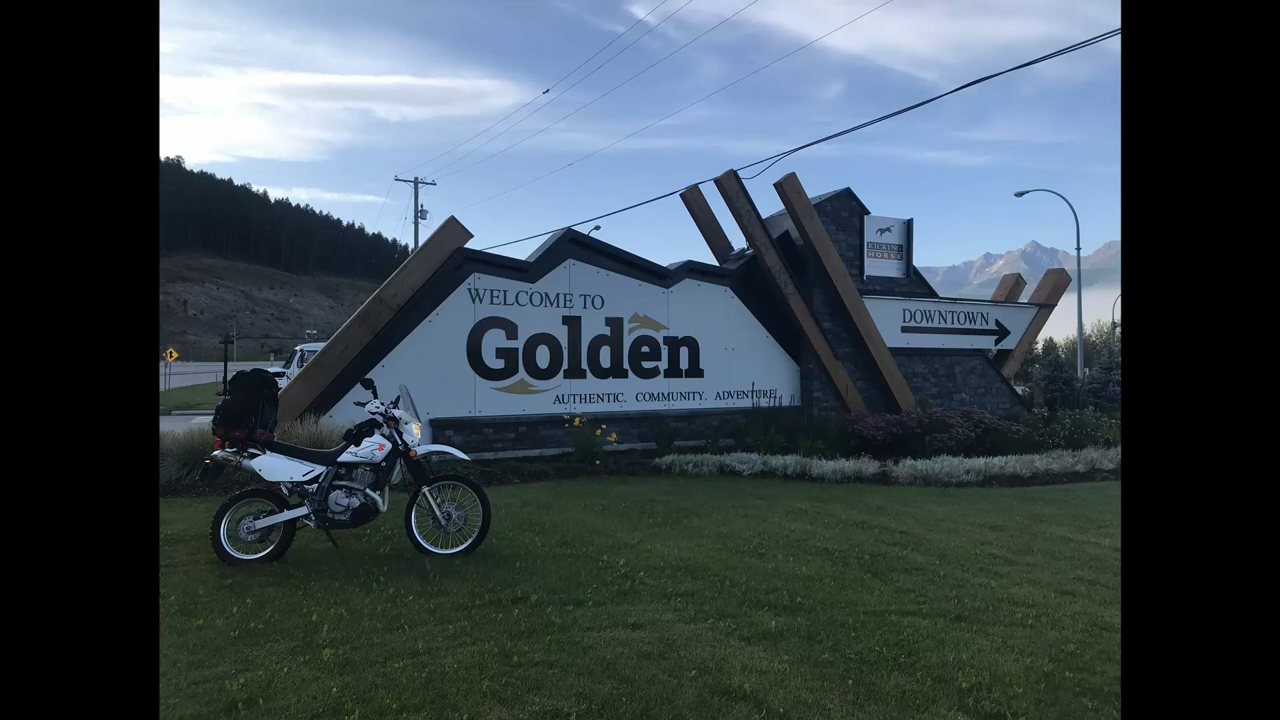 WELCOME TO
Golden
AUTHENTIC. COMMUNITY. ADVENTURE!
KICKING
HORSE
DOWNTOWN